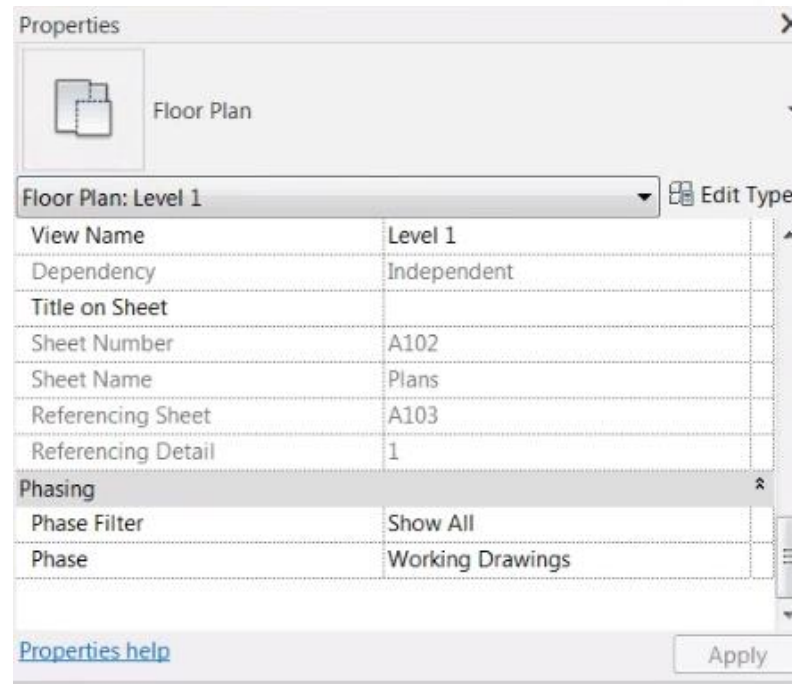 Properties
Floor Plan
Floor Plan: Level 1 Edit Type
View Name Level 1
Dependency Independent
Title on Sheet
Sheet Number A102
Sheet Name Plans
Referencing Sheet A103
Referencing Detail 1
Phasing
Phase Filter Show All
Phase Working Drawings
Properties help Apply